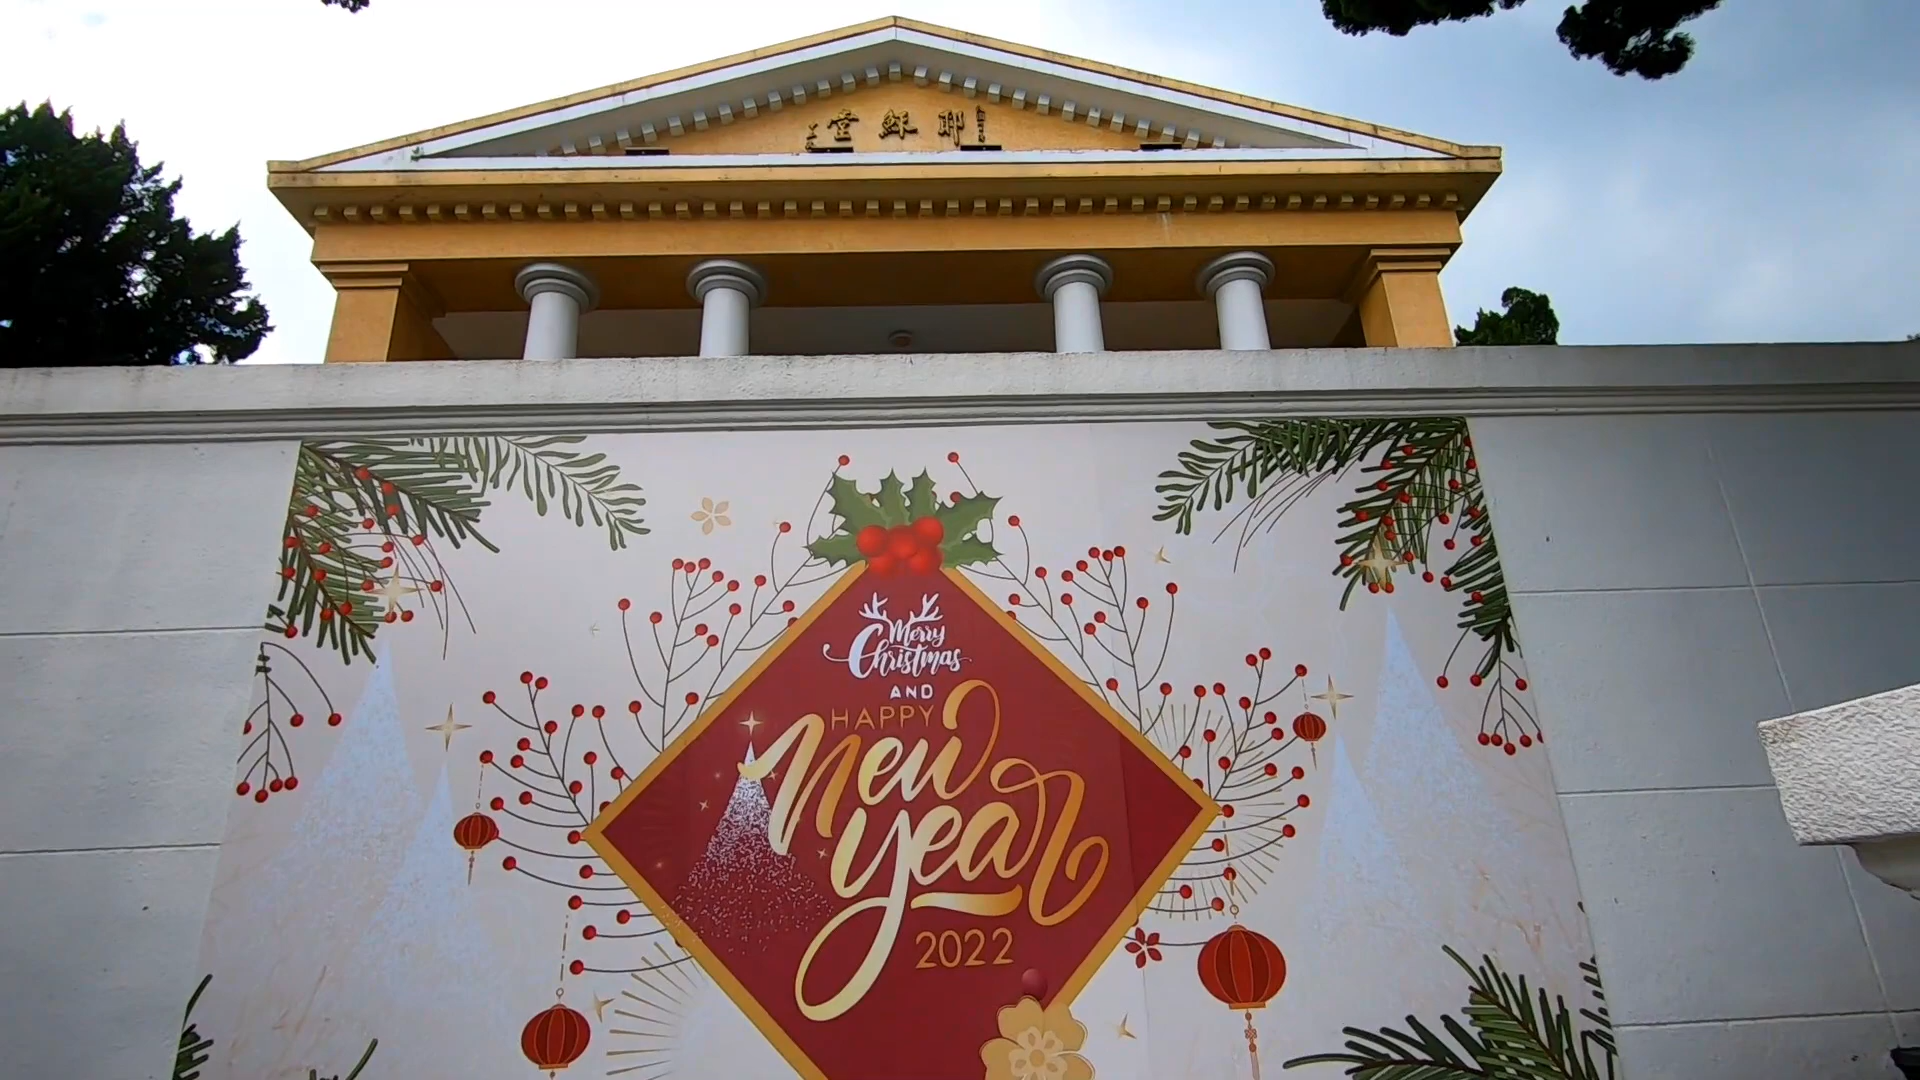 堂穌耶
Merry
Christmas
AND
HAPPY
New
Year
2022